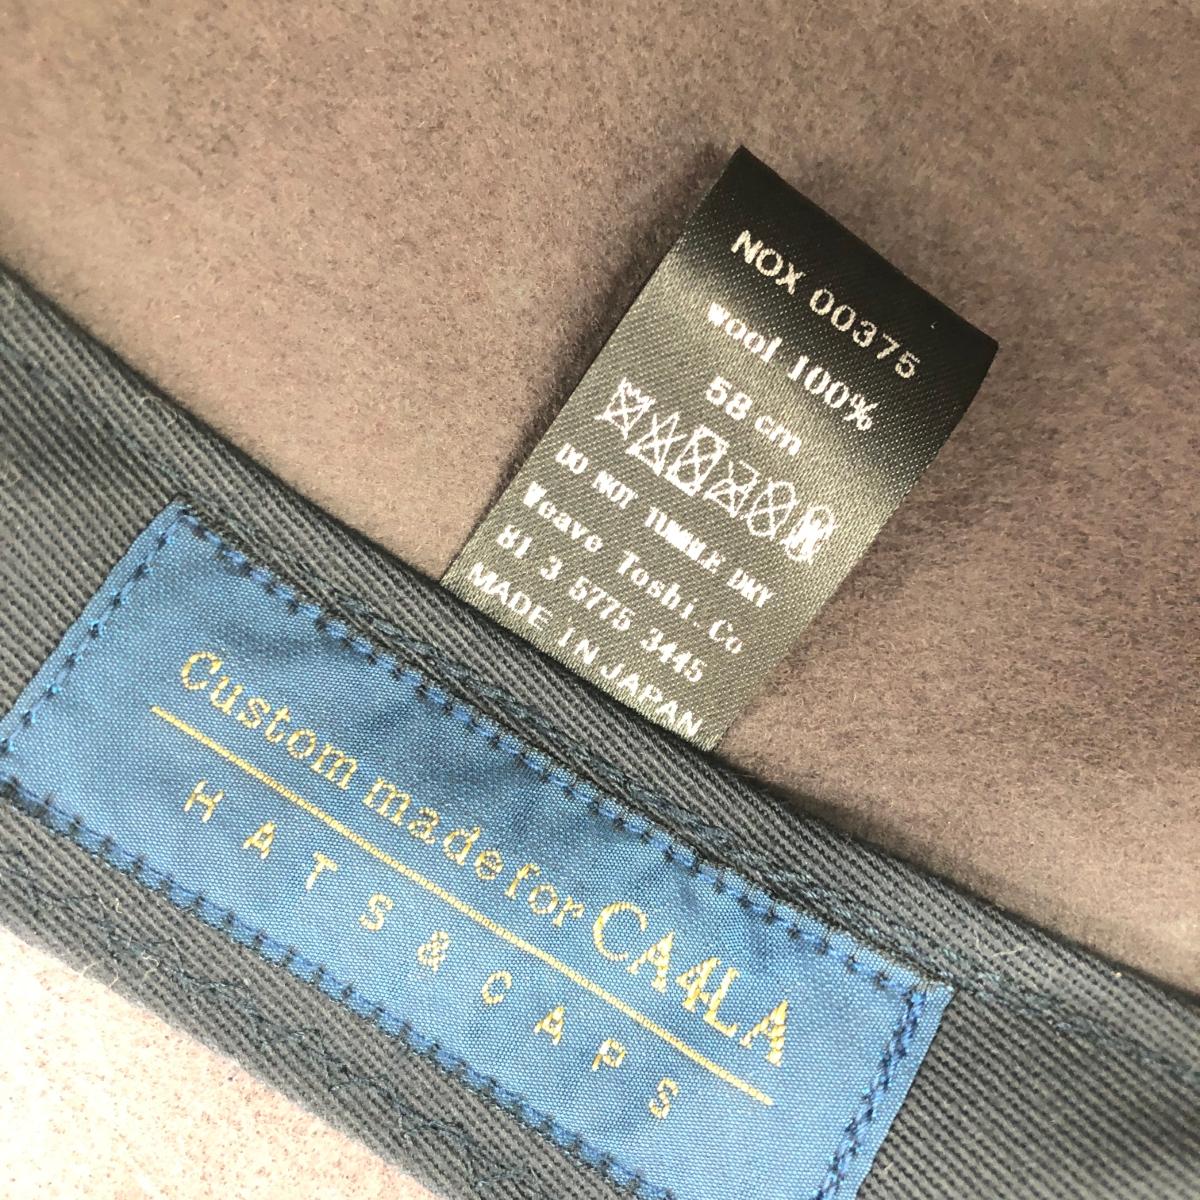 NOX 00375
wool 100%
58 cm
DO NOT TUMBLE DRY
Weave Toshi.Co
81 3 5775 3445
MADE IN JAPAN
Custom made for CA4LA
HATS & CAPS